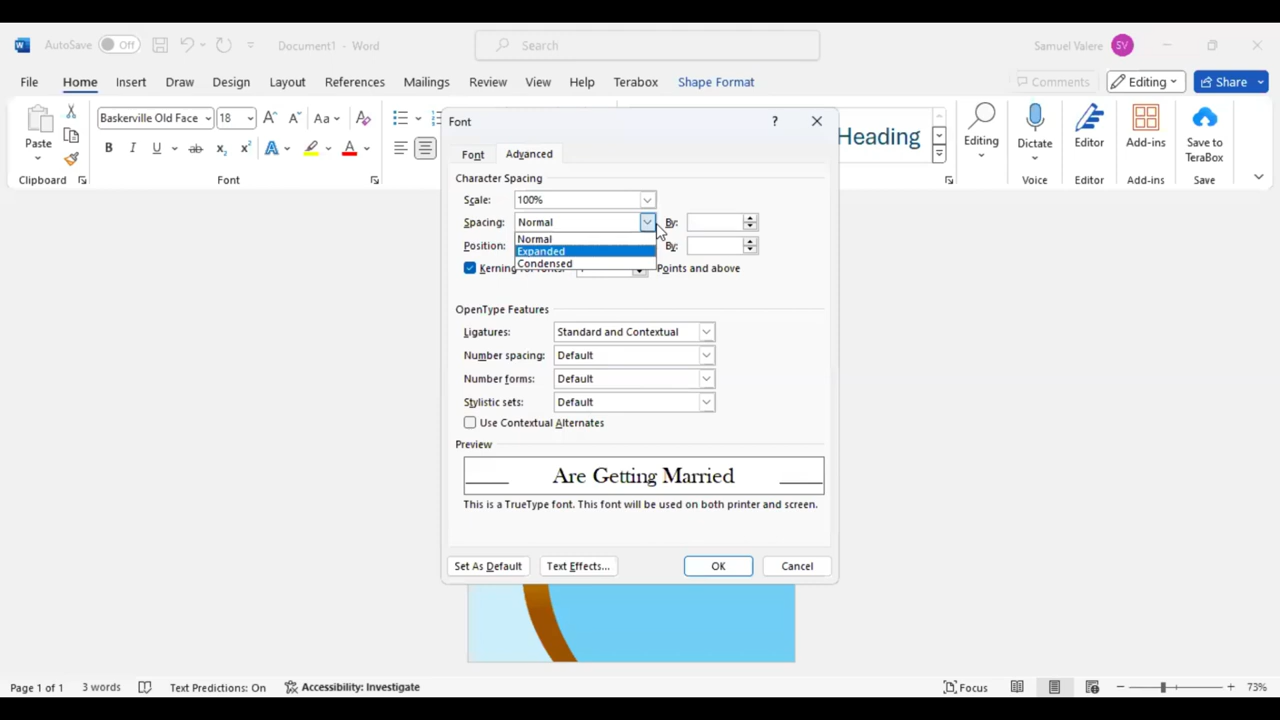 AutoSave Off Document1 - Word Search Samuel Valere SV
File Home Insert Draw Design Layout References Mailings Review View Help Terabox Shape Format Comments Editing Share
Baskerville Old Face 18 Aa
Heading
Paste
Editing Dictate Editor Add-ins Save to TeraBox
Clipboard Font Voice Editor Add-ins Save
Font ?
Font Advanced
Character Spacing
Scale: 100%
Spacing: Normal By:
Normal
Position: By:
Expanded
Condensed
Kerning for fonts: Points and above
OpenType Features
Ligatures: Standard and Contextual
Number spacing: Default
Number forms: Default
Stylistic sets: Default
Use Contextual Alternates
Preview
Are Getting Married
This is a TrueType font. This font will be used on both printer and screen.
Set As Default Text Effects... OK Cancel
Page 1 of 1 3 words Text Predictions: On Accessibility: Investigate Focus 73%